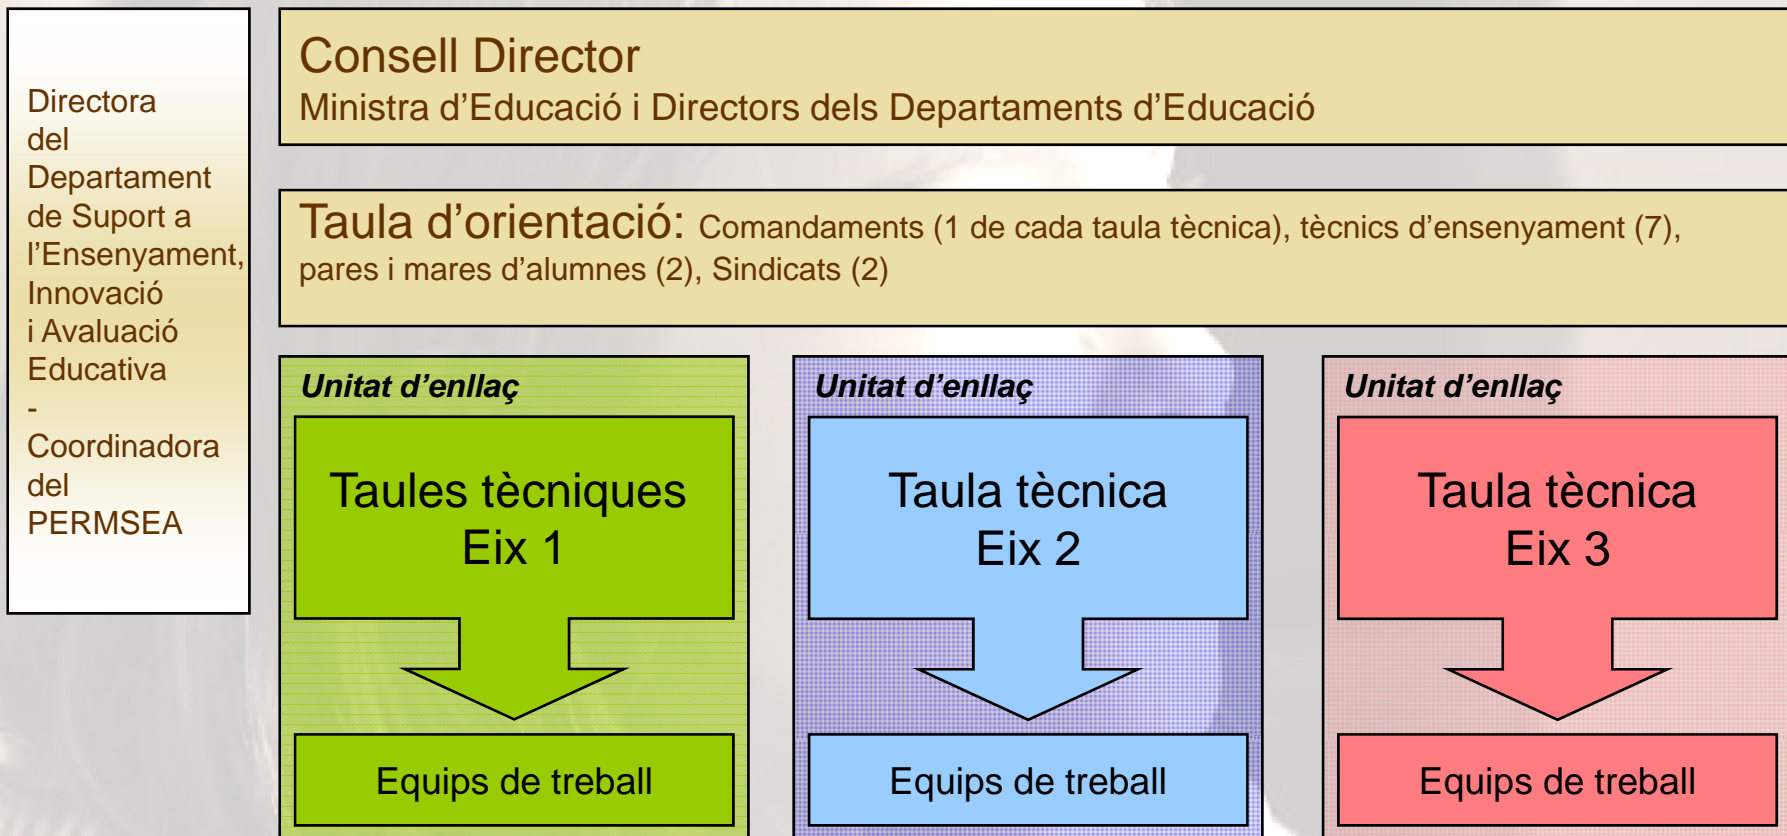 Directora
del
Departament
de Suport a
l’Ensenyament,
Innovació
i Avaluació
Educativa
-
Coordinadora
del
PERMSEA
Consell Director
Ministra d’Educació i Directors dels Departaments d’Educació
Taula d’orientació: Comandaments (1 de cada taula tècnica), tècnics d’ensenyament (7),
pares i mares d’alumnes (2), Sindicats (2)
Unitat d’enllaç
Taules tècniques
Eix 1
Equips de treball
Unitat d’enllaç
Taula tècnica
Eix 2
Equips de treball
Unitat d’enllaç
Taula tècnica
Eix 3
Equips de treball